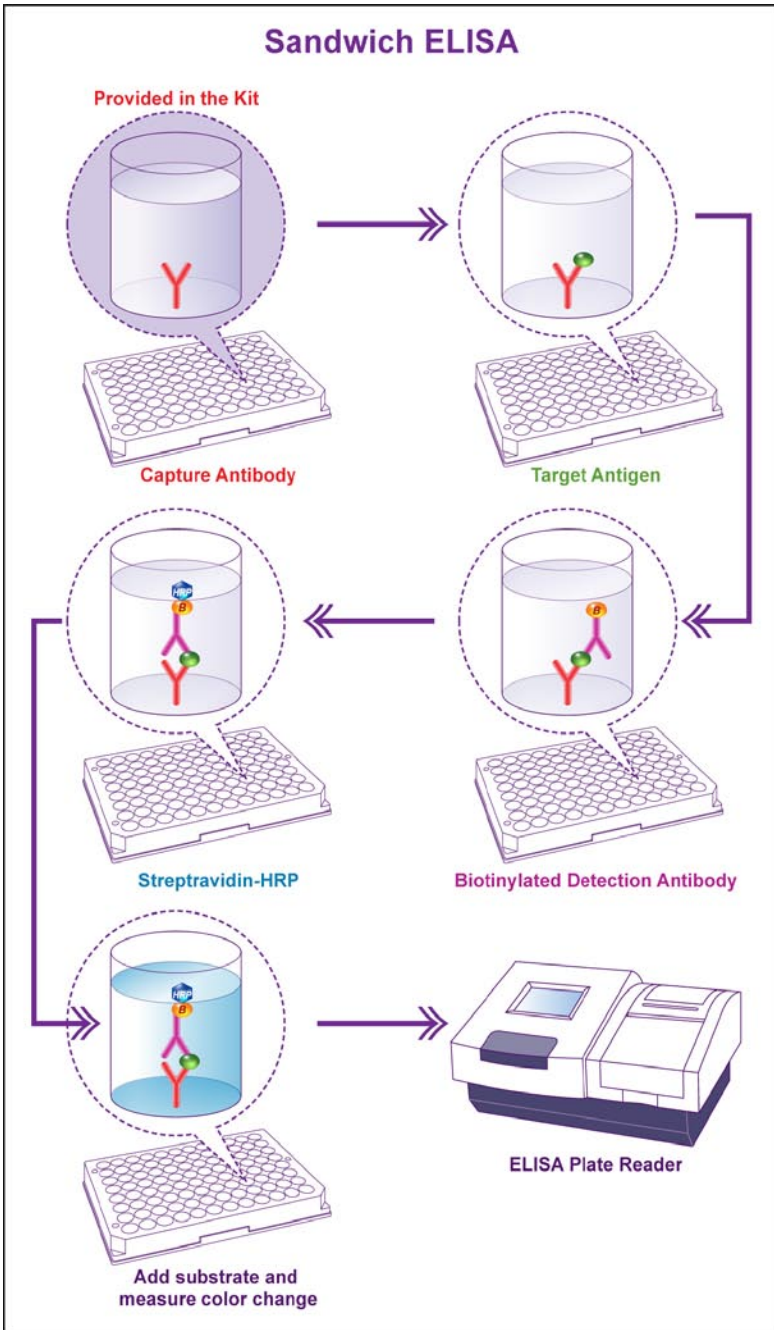 Sandwich ELISA
Provided in the Kit
Capture Antibody
Target Antigen
B
HRP
B
Biotinylated Detection Antibody
Streptravidin-HRP
HRP
B
Add substrate and
measure color change
ELISA Plate Reader